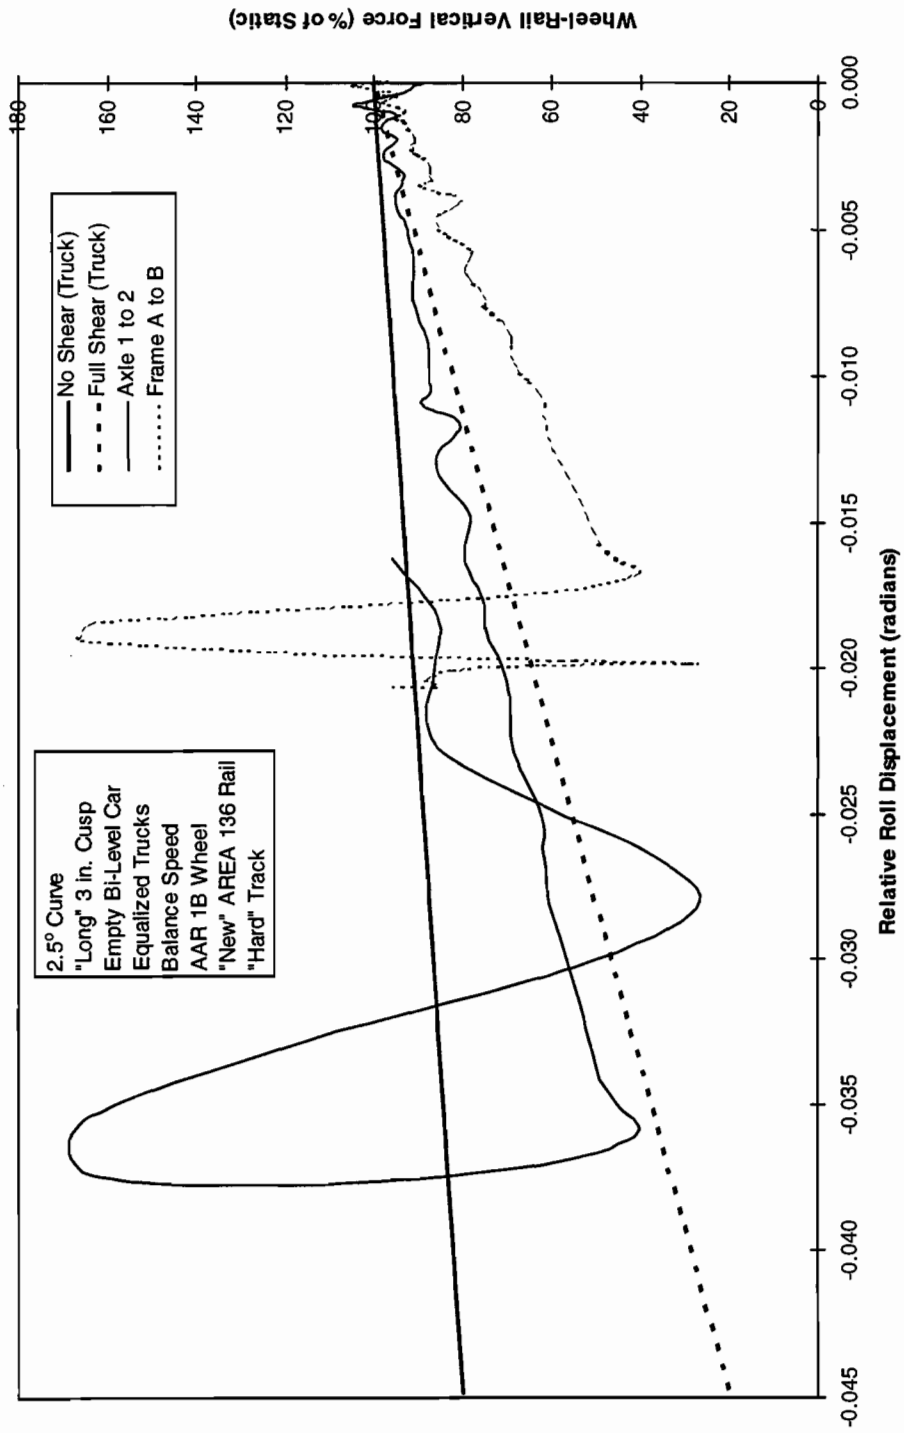 Wheel-Rail Vertical Force (% of Static)
180
160
140
120
100
80
60
40
20
0
0.000
-0.005
-0.010
-0.015
-0.020
-0.025
-0.030
-0.035
-0.040
-0.045
Relative Roll Displacement (radians)
No Shear (Truck)
Full Shear (Truck)
Axle 1 to 2
Frame A to B
2.5° Curve
"Long" 3 in. Cusp
Empty Bi-Level Car
Equalized Trucks
"Balance Speed
AAR 1B Wheel
"New" AREA 136 Rail
"Hard" Track